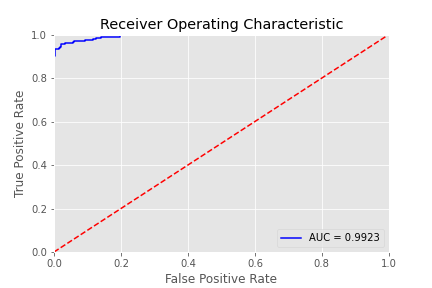 Receiver Operating Characteristic
True Positive Rate
1.0
0.8
0.6
0.4
0.2
0.0
AUC = 0.9923
0.0 0.2 0.4 0.6 0.8 1.0
False Positive Rate